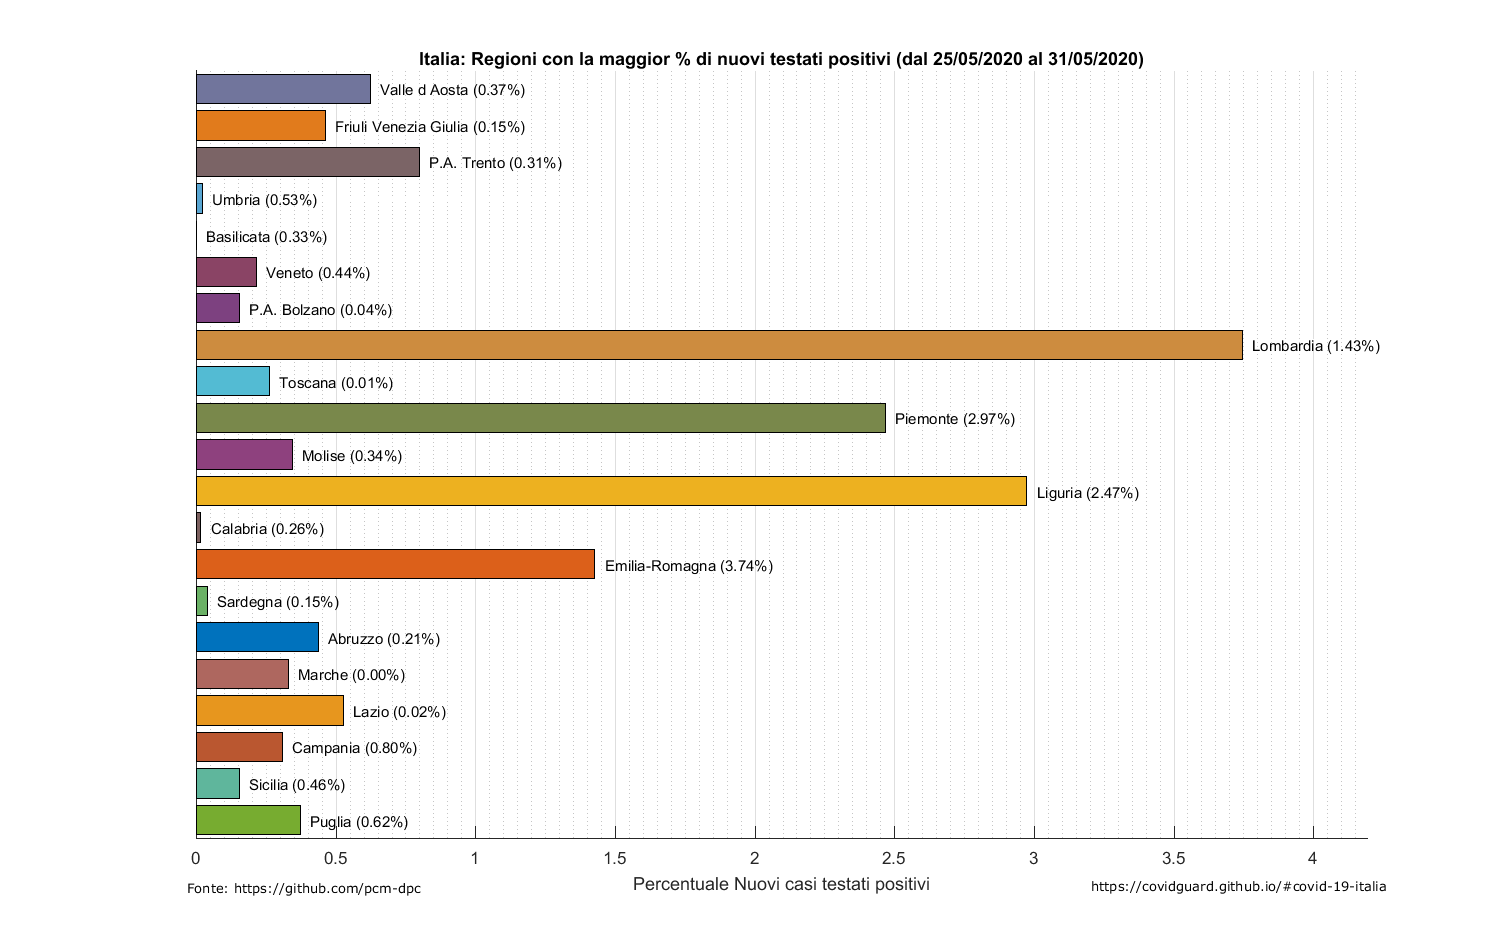 Italia: Regioni con la maggior % di nuovi testati positivi (dal 25/05/2020 al 31/05/2020)
Valle d Aosta (0.37%)
Friuli Venezia Giulia (0.15%)
P.A. Trento (0.31%)
Umbria (0.53%)
Basilicata (0.33%)
Veneto (0.44%)
P.A. Bolzano (0.04%)
Lombardia (1.43%)
Toscana (0.01%)
Piemonte (2.97%)
Molise (0.34%)
Liguria (2.47%)
Calabria (0.26%)
Emilia-Romagna (3.74%)
Sardegna (0.15%)
Abruzzo (0.21%)
Marche (0.00%)
Lazio (0.02%)
Campania (0.80%)
Sicilia (0.46%)
Puglia (0.62%)
0 0.5 1 1.5 2 2.5 3 3.5 4
Percentuale Nuovi casi testati positivi
Fonte: https://github.com/pcm-dpc
https://covidguard.github.io/#covid-19-italia